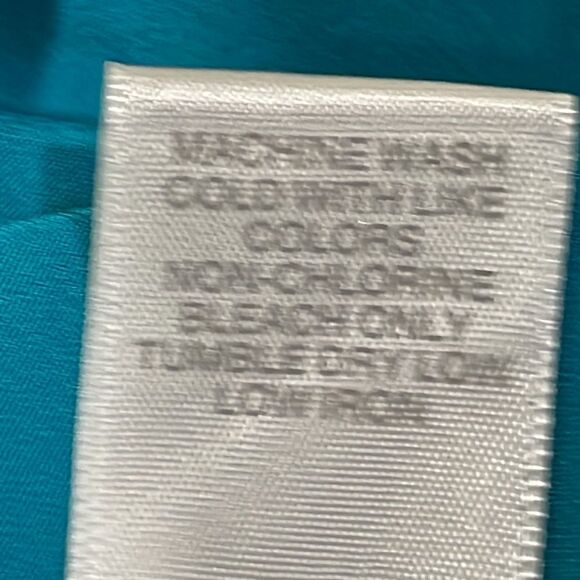 MACHINE WASH
COLD WITH LIKE
COLORS
NON-CHLORINE
BLEACH ONLY
TUMBLE DRY LOW
LOW IRON